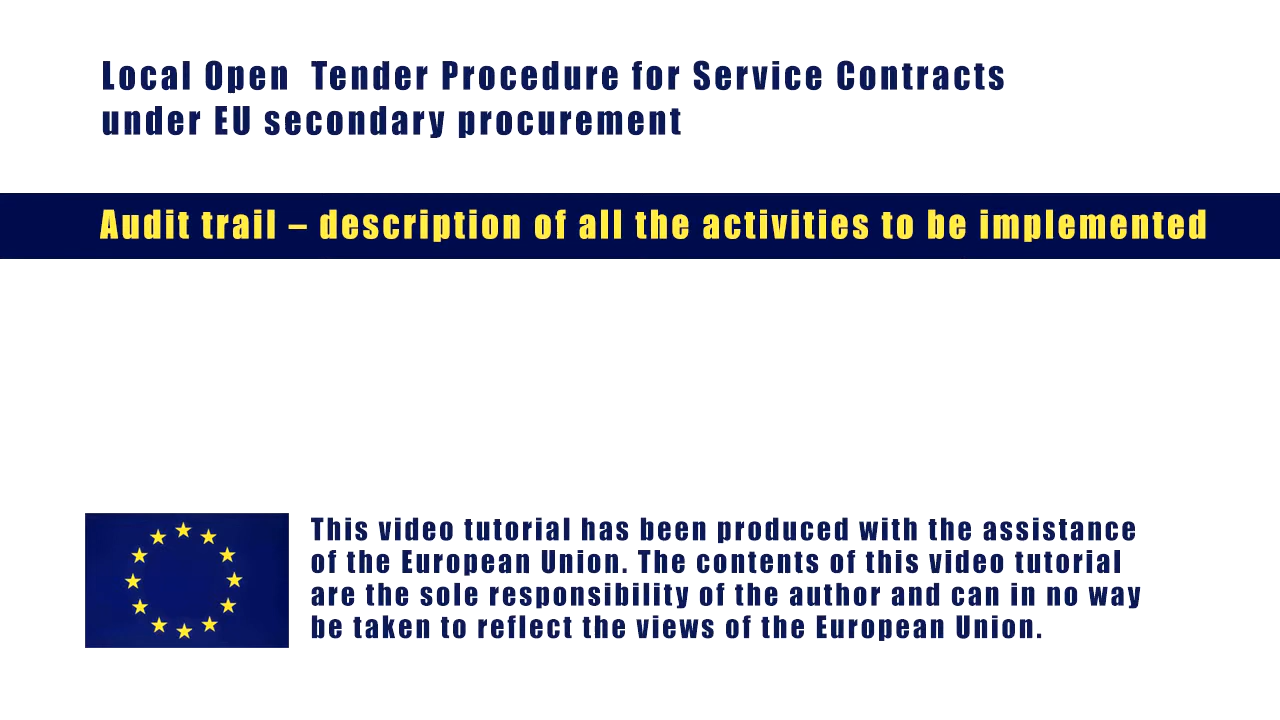 Local Open  Tender Procedure for Service Contracts
under EU secondary procurement
Audit trail – description of all the activities to be implemented
This video tutorial has been produced with the assistance
of the European Union. The contents of this video tutorial
are the sole responsibility of the author and can in no way
be taken to reflect the views of the European Union.